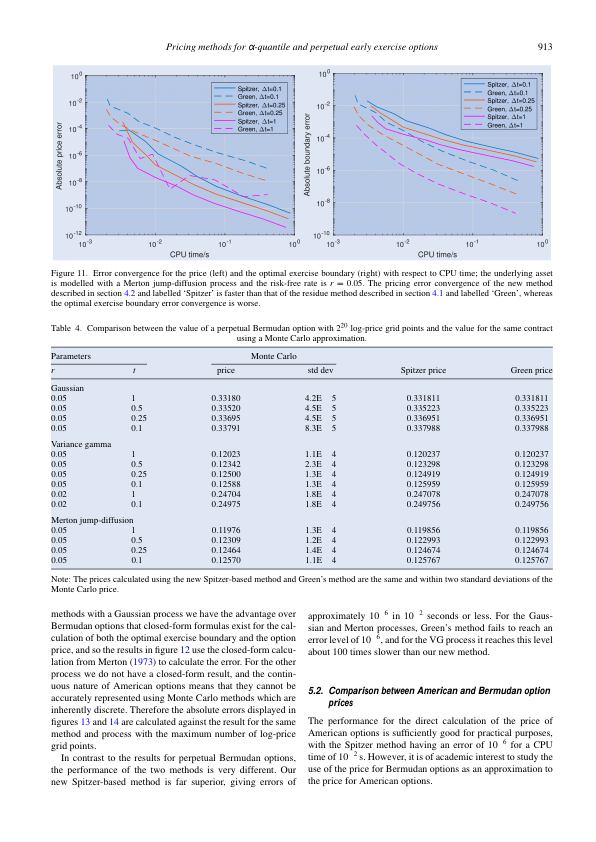 Pricing methods for α-quantile and perpetual early exercise options 913
10^0
10^-2
10^-4
10^-6
10^-8
10^-10
10^-12
Absolute price error
10^-3 10^-2 10^-1 10^0
CPU time/s
Spitzer, Δt=0.1
Green, Δt=0.1
Spitzer, Δt=0.25
Green, Δt=0.25
Spitzer, Δt=1
Green, Δt=1
10^0
10^-2
10^-4
10^-6
10^-8
10^-10
Absolute boundary error
10^-3 10^-2 10^-1 10^0
CPU time/s
Spitzer, Δt=0.1
Green, Δt=0.1
Spitzer, Δt=0.25
Green, Δt=0.25
Spitzer, Δt=1
Green, Δt=1
Figure 11. Error convergence for the price (left) and the optimal exercise boundary (right) with respect to CPU time; the underlying asset
is modelled with a Merton jump-diffusion process and the risk-free rate is r = 0.05. The pricing error convergence of the new method
described in section 4.2 and labelled ‘Spitzer’ is faster than that of the residue method described in section 4.1 and labelled ‘Green’, whereas
the optimal exercise boundary error convergence is worse.
Table 4. Comparison between the value of a perpetual Bermudan option with 2^20 log-price grid points and the value for the same contract
using a Monte Carlo approximation.
Parameters Monte Carlo
r t price std dev Spitzer price Green price
Gaussian
0.05 1 0.33180 4.2E 5 0.331811 0.331811
0.05 0.5 0.33520 4.5E 5 0.335223 0.335223
0.05 0.25 0.33695 4.5E 5 0.336951 0.336951
0.05 0.1 0.33791 8.3E 5 0.337988 0.337988
Variance gamma
0.05 1 0.12023 1.1E 4 0.120237 0.120237
0.05 0.5 0.12342 2.3E 4 0.123298 0.123298
0.05 0.25 0.12500 1.3E 4 0.124919 0.124919
0.05 0.1 0.12588 1.3E 4 0.125959 0.125959
0.02 1 0.24704 1.8E 4 0.247078 0.247078
0.02 0.1 0.24975 1.8E 4 0.249756 0.249756
Merton jump-diffusion
0.05 1 0.11976 1.3E 4 0.119856 0.119856
0.05 0.5 0.12309 1.2E 4 0.122993 0.122993
0.05 0.25 0.12464 1.4E 4 0.124674 0.124674
0.05 0.1 0.12570 1.1E 4 0.125767 0.125767
Note: The prices calculated using the new Spitzer-based method and Green’s method are the same and within two standard deviations of the
Monte Carlo price.
methods with a Gaussian process we have the advantage over
Bermudan options that closed-form formulas exist for the cal-
culation of both the optimal exercise boundary and the option
price, and so the results in figure 12 use the closed-form calcu-
lation from Merton (1973) to calculate the error. For the other
process we do not have a closed-form result, and the contin-
uous nature of American options means that they cannot be
accurately represented using Monte Carlo methods which are
inherently discrete. Therefore the absolute errors displayed in
figures 13 and 14 are calculated against the result for the same
method and process with the maximum number of log-price
grid points.
In contrast to the results for perpetual Bermudan options,
the performance of the two methods is very different. Our
new Spitzer-based method is far superior, giving errors of
approximately 10 6 in 10 2 seconds or less. For the Gaus-
sian and Merton processes, Green’s method fails to reach an
error level of 10 6, and for the VG process it reaches this level
about 100 times slower than our new method.
5.2. Comparison between American and Bermudan option
prices
The performance for the direct calculation of the price of
American options is sufficiently good for practical purposes,
with the Spitzer method having an error of 10 6 for a CPU
time of 10 2 s. However, it is of academic interest to study the
use of the price for Bermudan options as an approximation to
the price for American options.